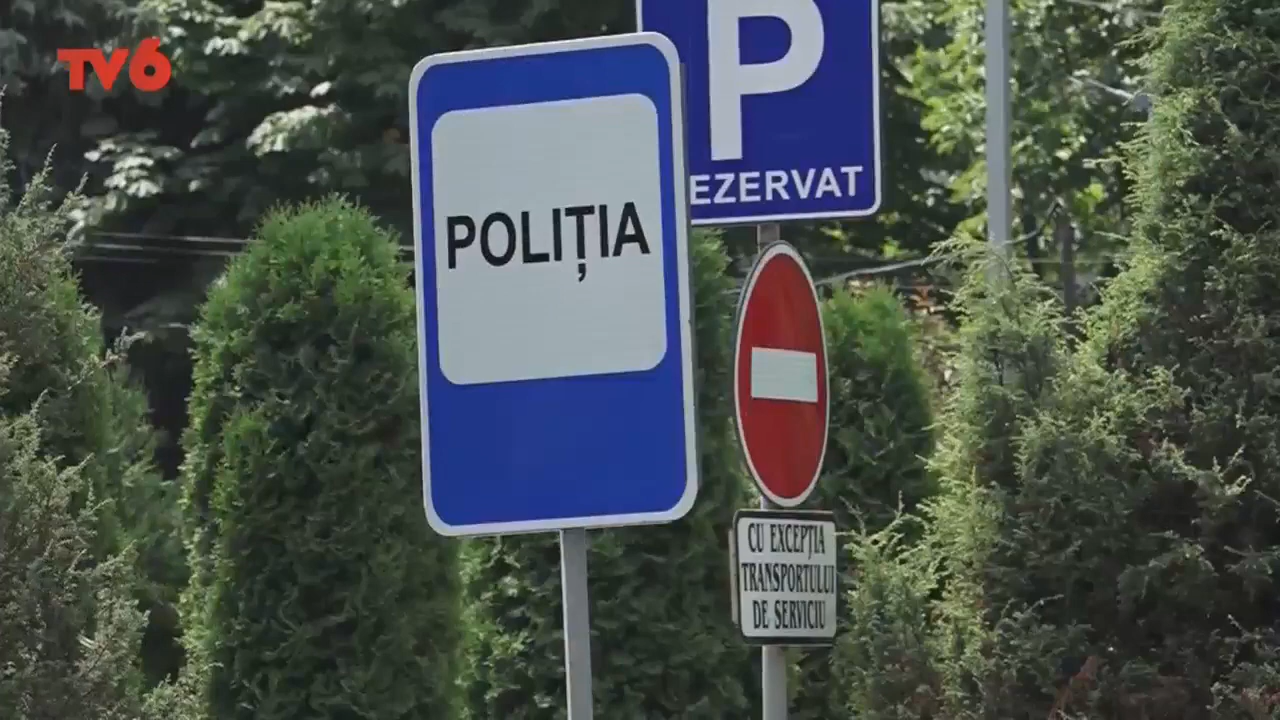 TV6
P
EZERVAT
POLIȚIA
CU EXCEPȚIA
TRANSPORTULUI
DE SERVICIU